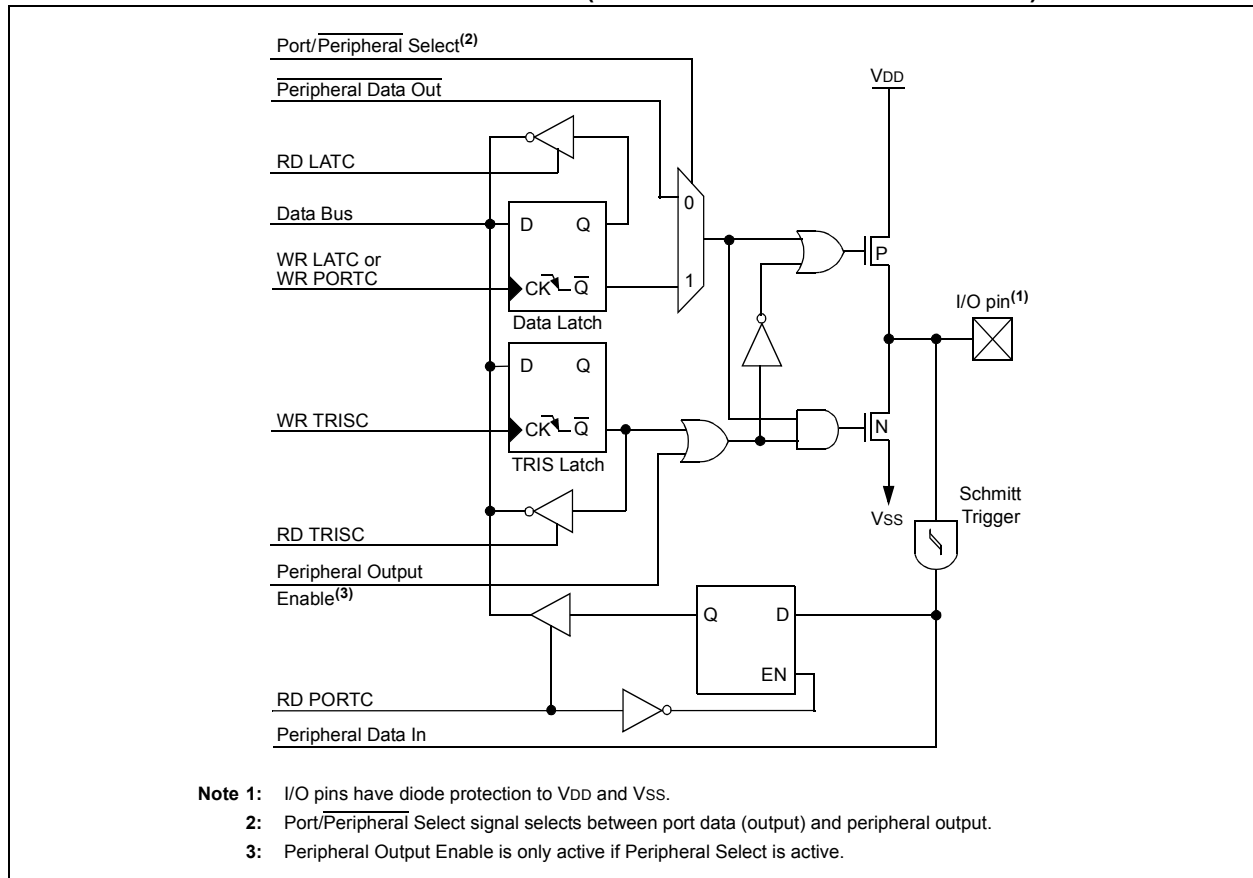 Port/Peripheral Select(2)
Peripheral Data Out
VDD
RD LATC
Data Bus
D Q
0
WR LATC or
WR PORTC
CK Q
1
Data Latch
P
I/O pin(1)
D Q
WR TRISC
CK Q
TRIS Latch
N
VSS
Schmitt
Trigger
RD TRISC
Peripheral Output
Enable(3)
Q D
EN
RD PORTC
Peripheral Data In
Note 1: I/O pins have diode protection to VDD and VSS.
2: Port/Peripheral Select signal selects between port data (output) and peripheral output.
3: Peripheral Output Enable is only active if Peripheral Select is active.